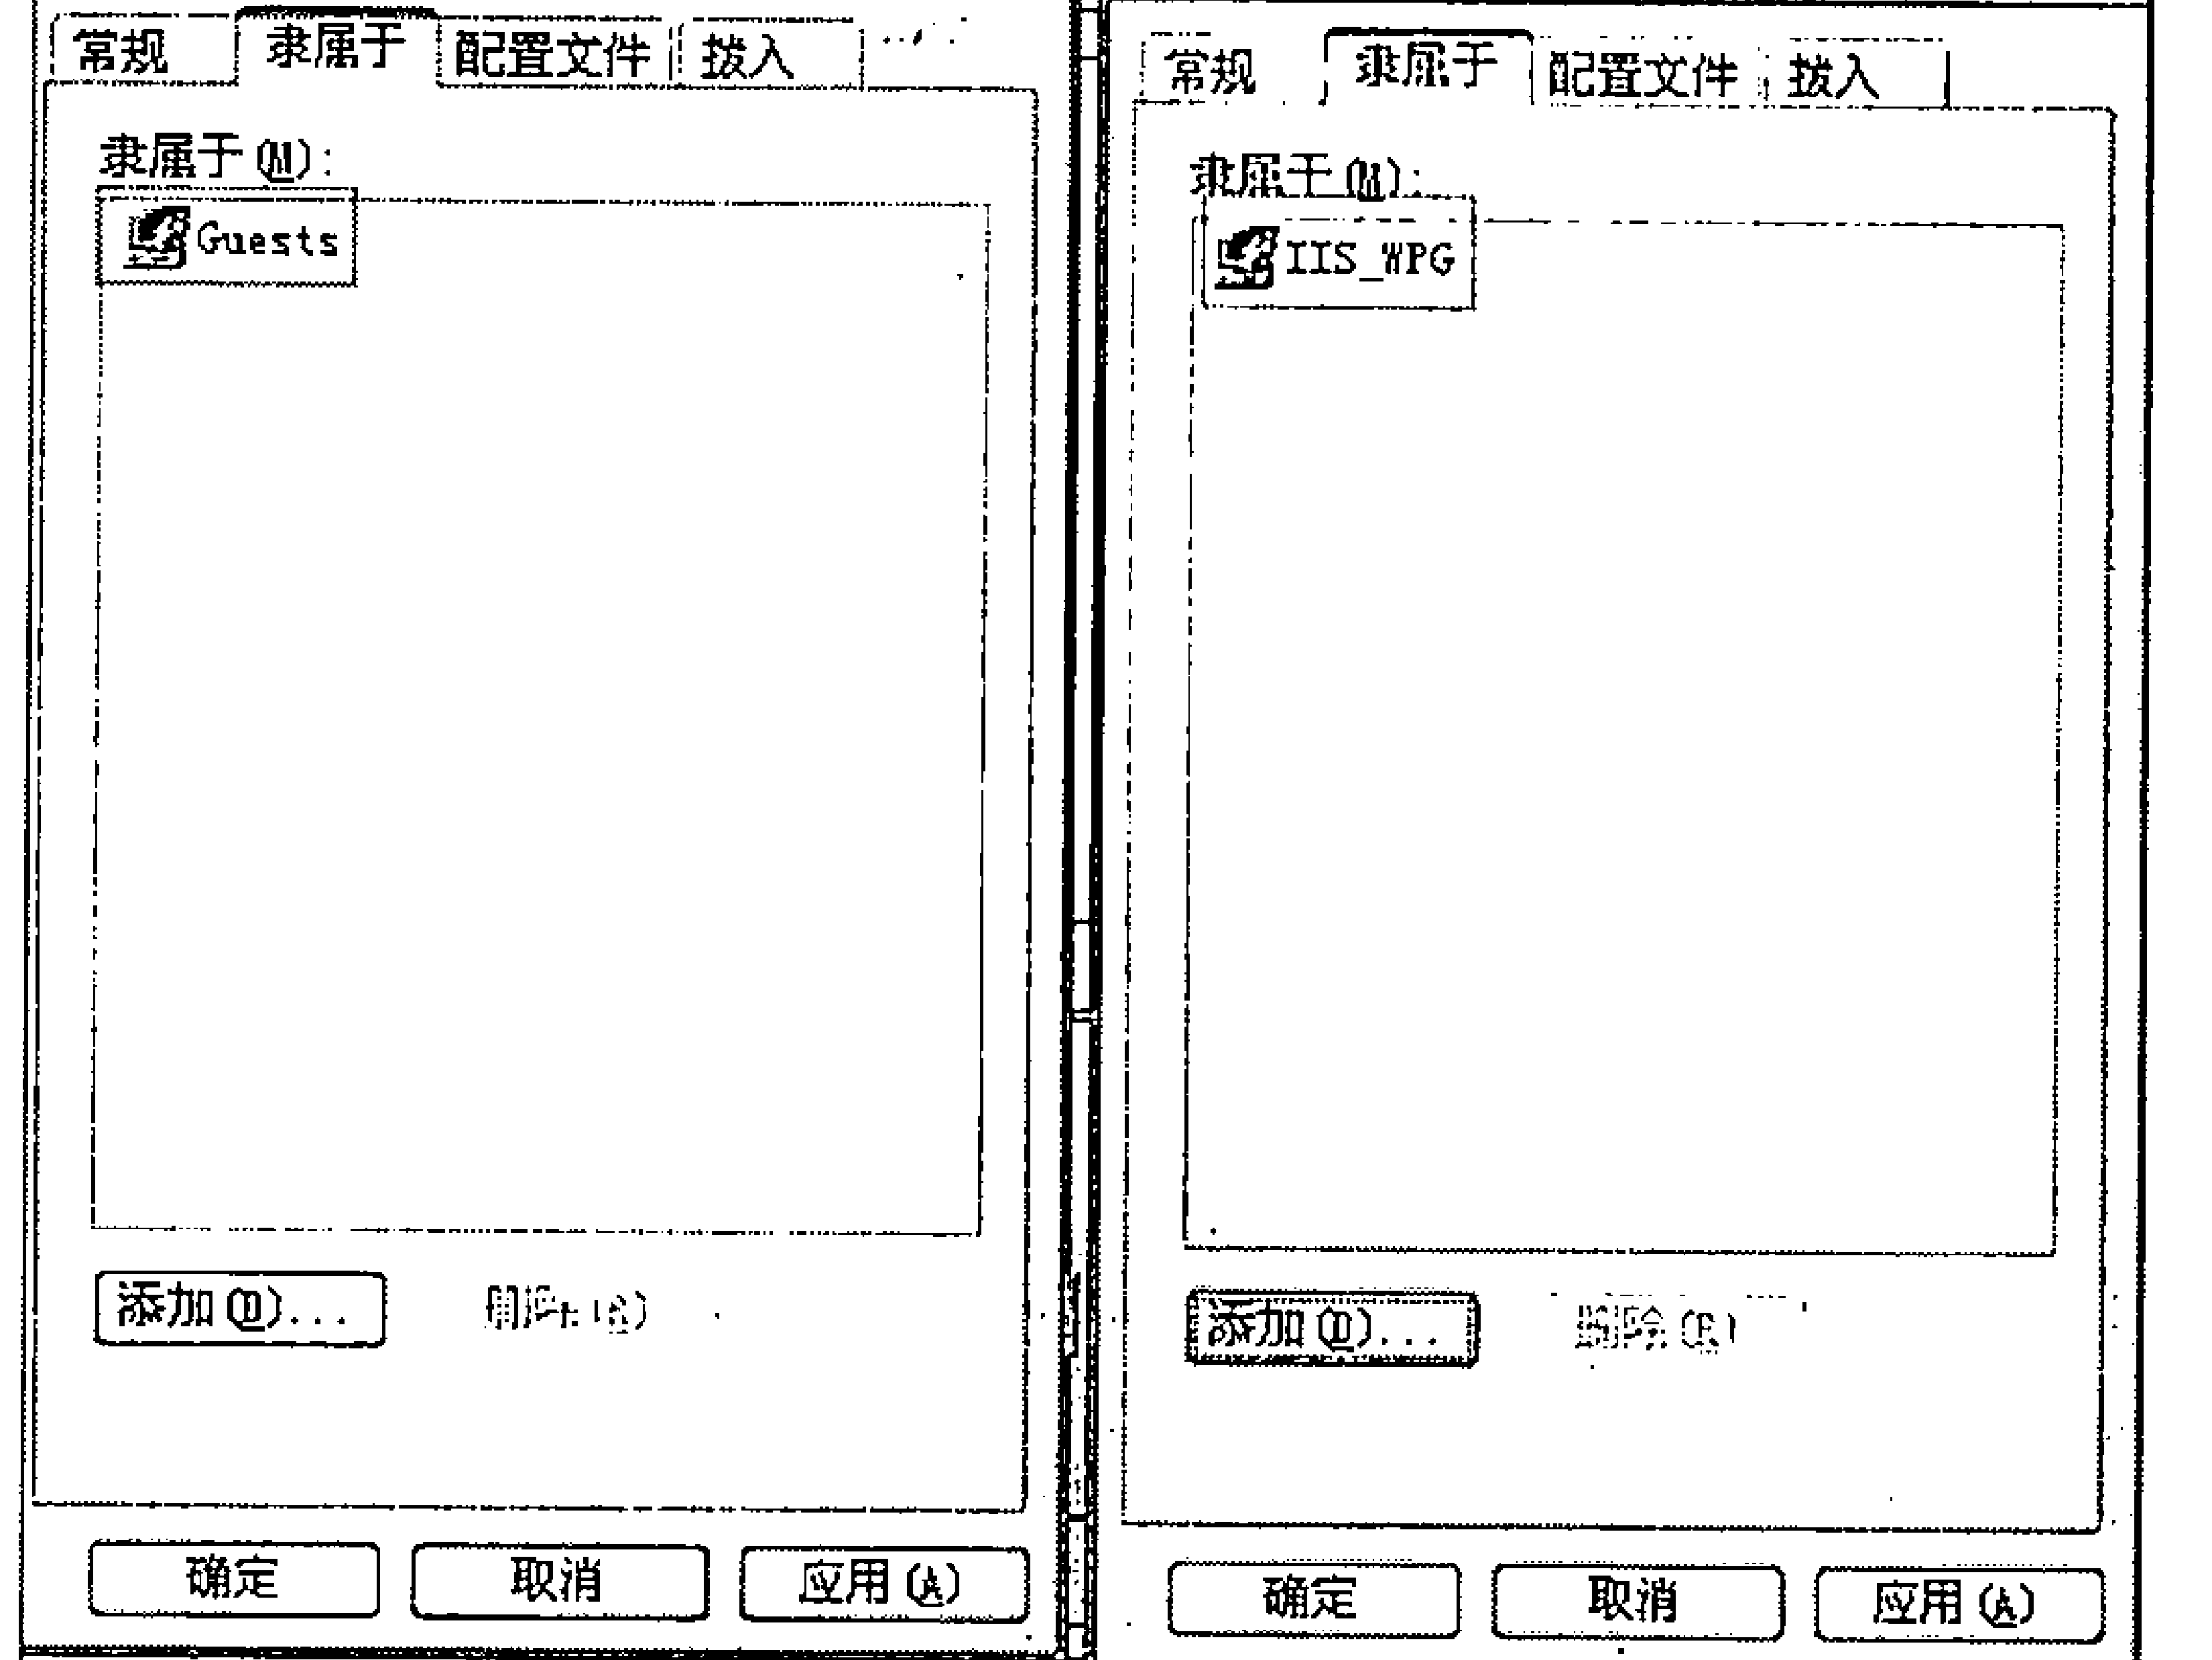 常规 隶属于 配置文件 拨入
隶属于(M):
Guests
添加(D)...
确定 取消 应用(A)
常规 隶属于 配置文件 拨入
隶属于(M):
IIS_WPG
添加(D)... 删除(R)
确定 取消 应用(A)